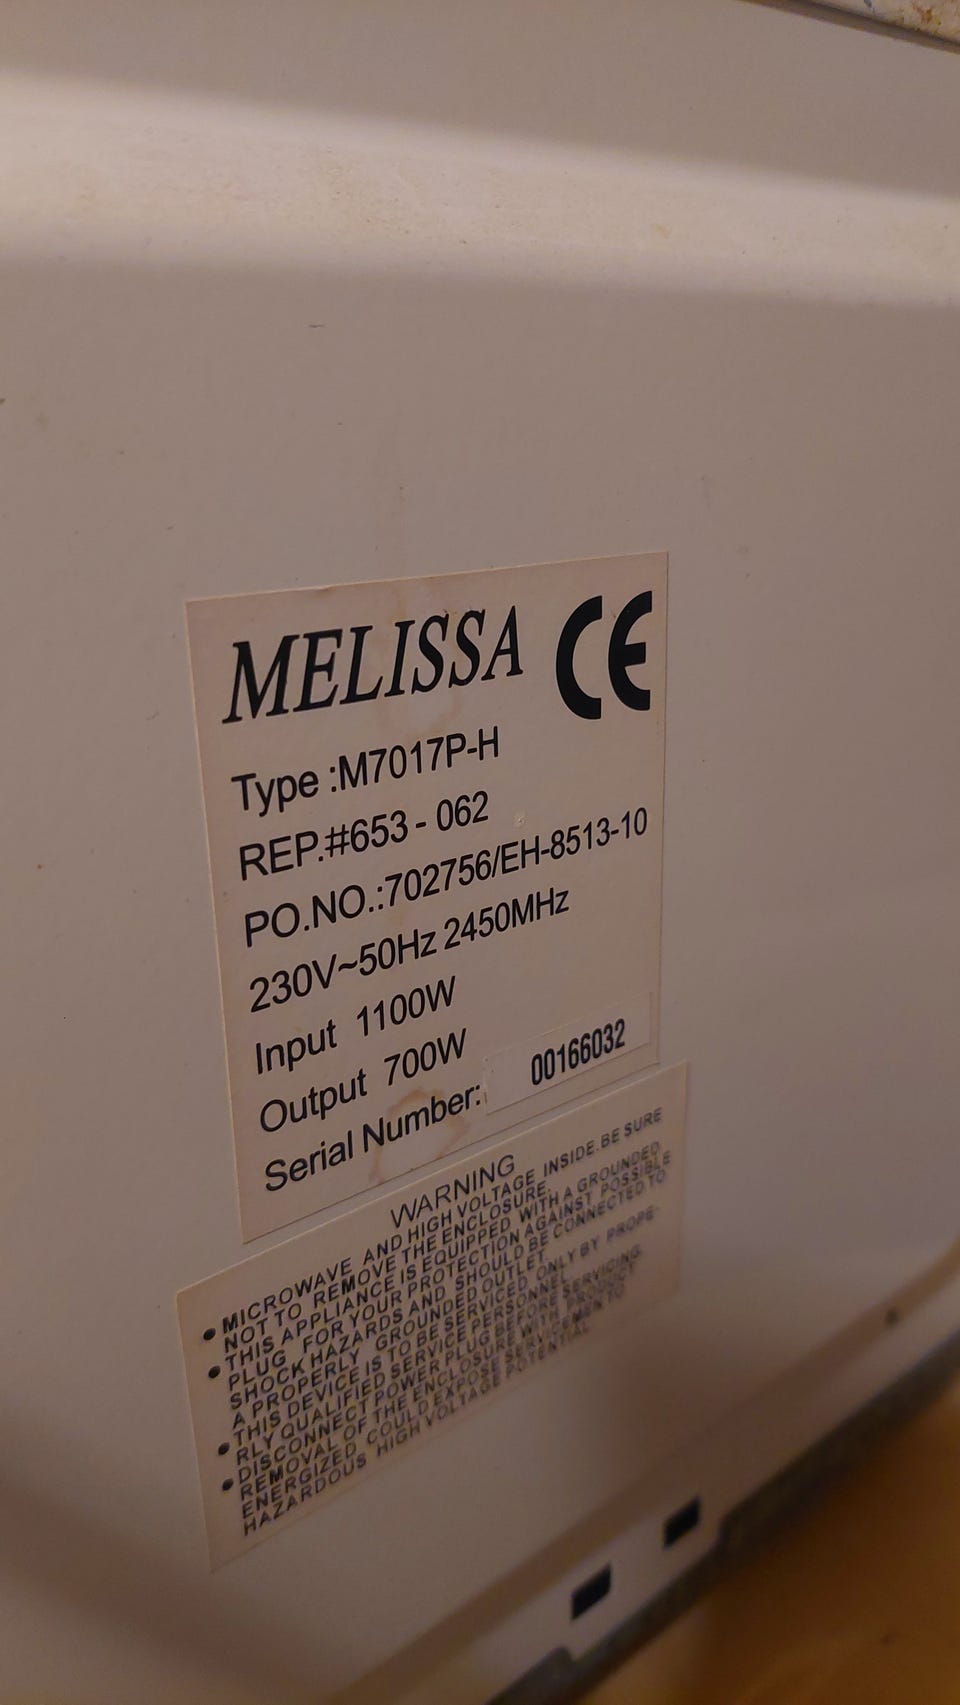 MELISSA CE
Type :M7017P-H
REP.#653 - 062
PO.NO.:702756/EH-8513-10
230V~50Hz 2450MHz
Input 1100W
Output 700W
Serial Number: 00166032
WARNING
• MICROWAVE AND HIGH VOLTAGE INSIDE.BE SURE
NOT TO REMOVE THE ENCLOSURE.
• THIS APPLIANCE IS EQUIPPED WITH A GROUNDED
PLUG FOR YOUR PROTECTION AGAINST POSSIBLE
SHOCK HAZARDS AND SHOULD BE CONNECTED TO
A PROPERLY GROUNDED OUTLET.
• THIS DEVICE IS TO BE SERVICED ONLY BY PROPE-
RLY QUALIFIED SERVICE PERSONNEL.
• DISCONNECT POWER PLUG BEFORE SERVICING.
REMOVAL OF THE ENCLOSURE WITH PRODUCT
ENERGIZED COULD EXPOSE SERVICEMEN TO
HAZARDOUS HIGH VOLTAGE POTENTIAL